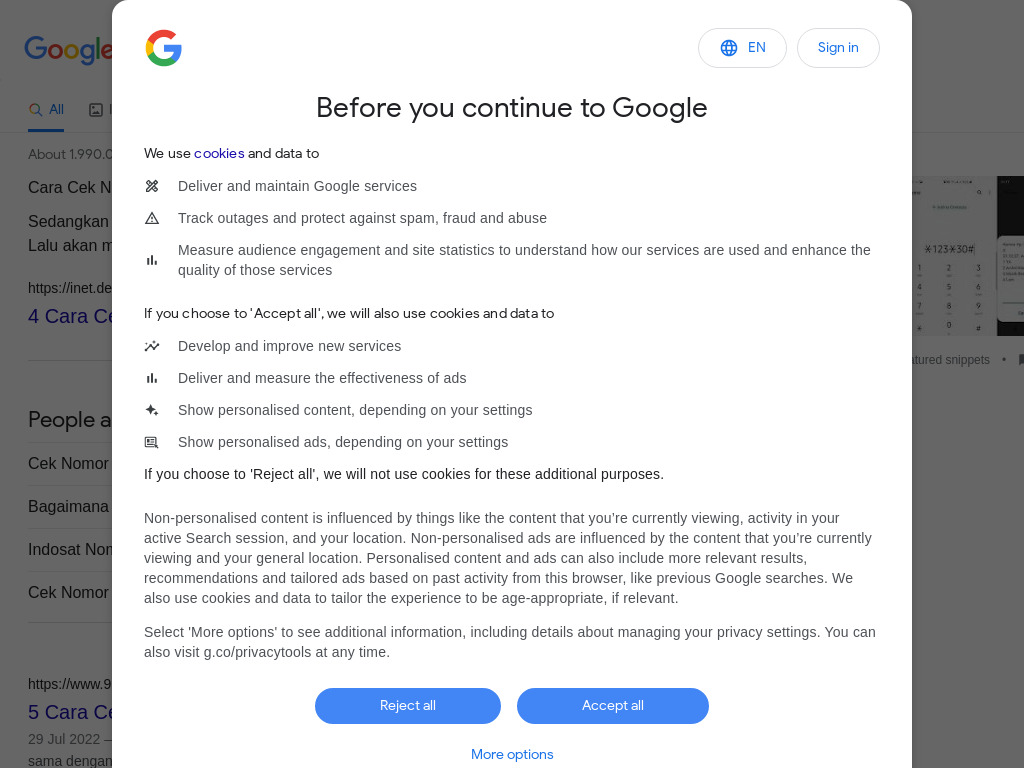 Google
EN
Sign in
Before you continue to Google
All
About 1.990.0
We use cookies and data to
Cara Cek N
Deliver and maintain Google services
Sedangkan
Track outages and protect against spam, fraud and abuse
Lalu akan m
Measure audience engagement and site statistics to understand how our services are used and enhance the
quality of those services
*123*30#
1 2 3
4 5 6
7 8 9
* 0 #
https://inet.de
4 Cara Ce
If you choose to 'Accept all', we will also use cookies and data to
Develop and improve new services
atured snippets •
Deliver and measure the effectiveness of ads
Show personalised content, depending on your settings
People a
Show personalised ads, depending on your settings
Cek Nomor
If you choose to 'Reject all', we will not use cookies for these additional purposes.
Bagaimana
Non-personalised content is influenced by things like the content that you’re currently viewing, activity in your
active Search session, and your location. Non-personalised ads are influenced by the content that you’re currently
viewing and your general location. Personalised content and ads can also include more relevant results,
recommendations and tailored ads based on past activity from this browser, like previous Google searches. We
also use cookies and data to tailor the experience to be age-appropriate, if relevant.
Indosat Nom
Cek Nomor
Select 'More options' to see additional information, including details about managing your privacy settings. You can
also visit g.co/privacytools at any time.
https://www.9
5 Cara Ce
Reject all
Accept all
29 Jul 2022 —
sama dengan
More options